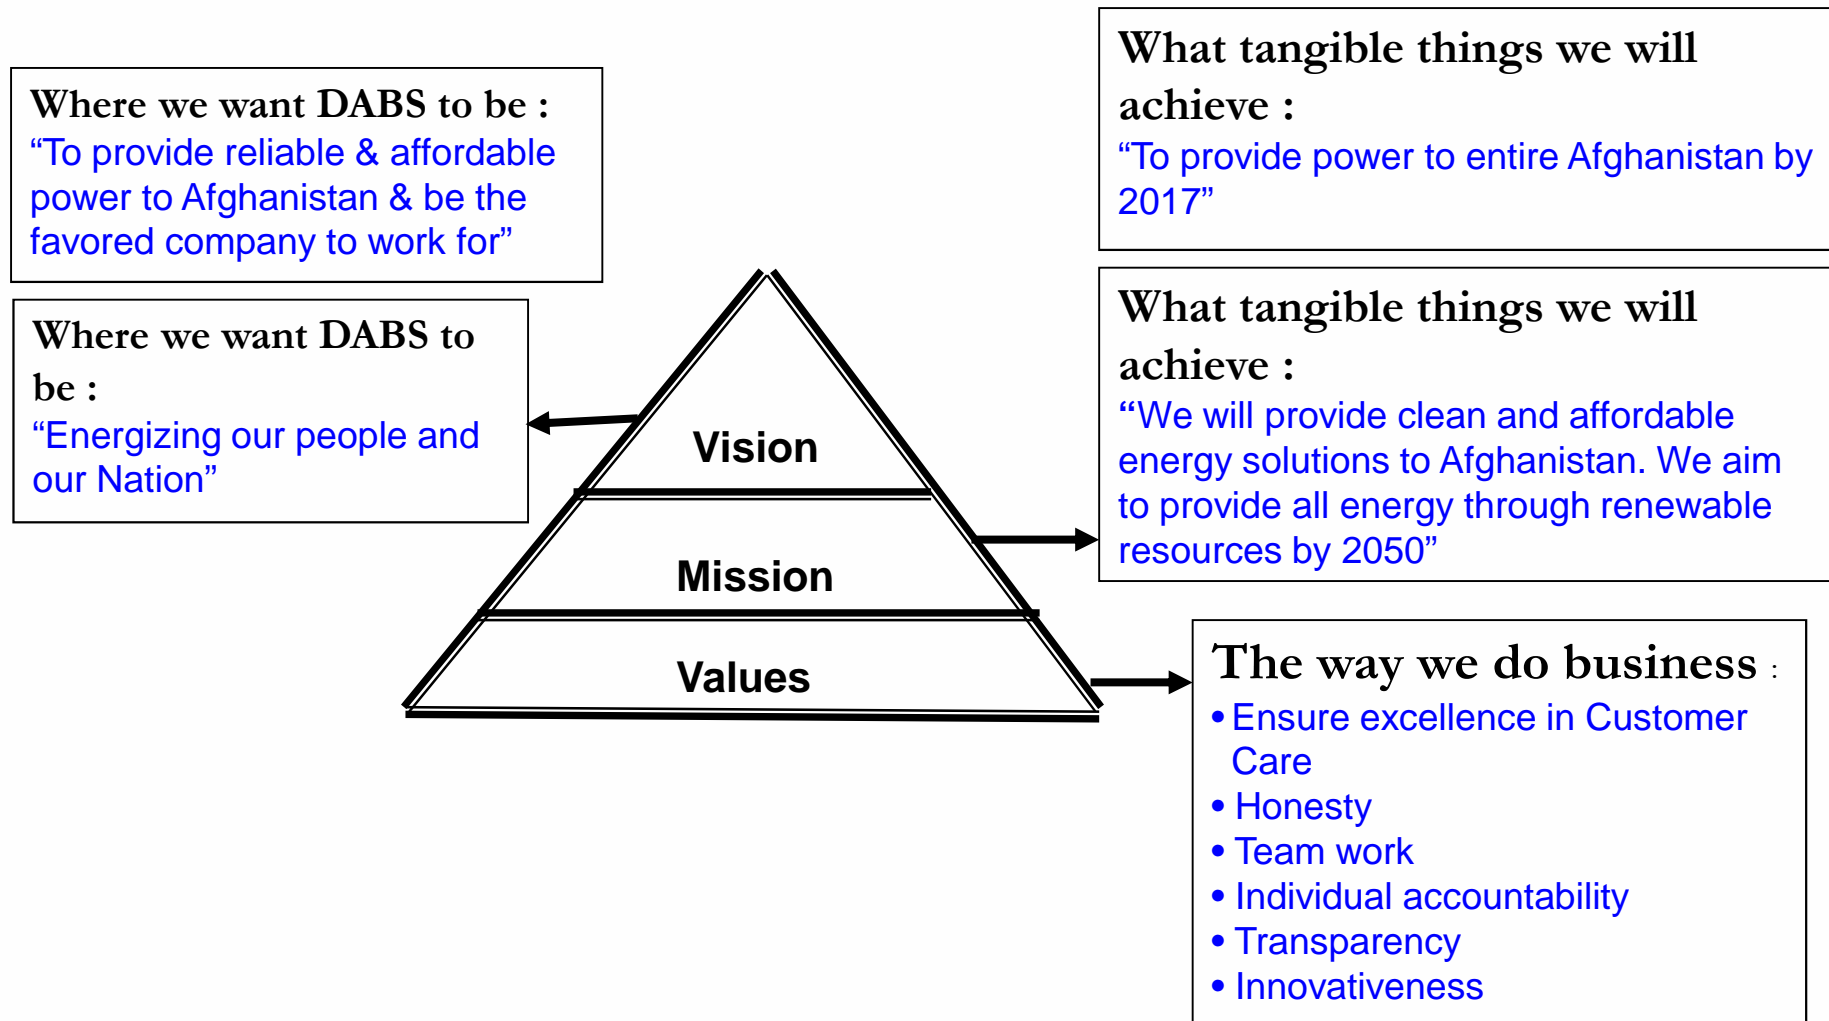 Where we want DABS to be :
“To provide reliable & affordable
power to Afghanistan & be the
favored company to work for”
Where we want DABS to
be :
“Energizing our people and
our Nation”
What tangible things we will
achieve :
“To provide power to entire Afghanistan by
2017”
What tangible things we will
achieve :
“We will provide clean and affordable
energy solutions to Afghanistan. We aim
to provide all energy through renewable
resources by 2050”
Vision
Mission
Values
The way we do business :
• Ensure excellence in Customer
Care
• Honesty
• Team work
• Individual accountability
• Transparency
• Innovativeness